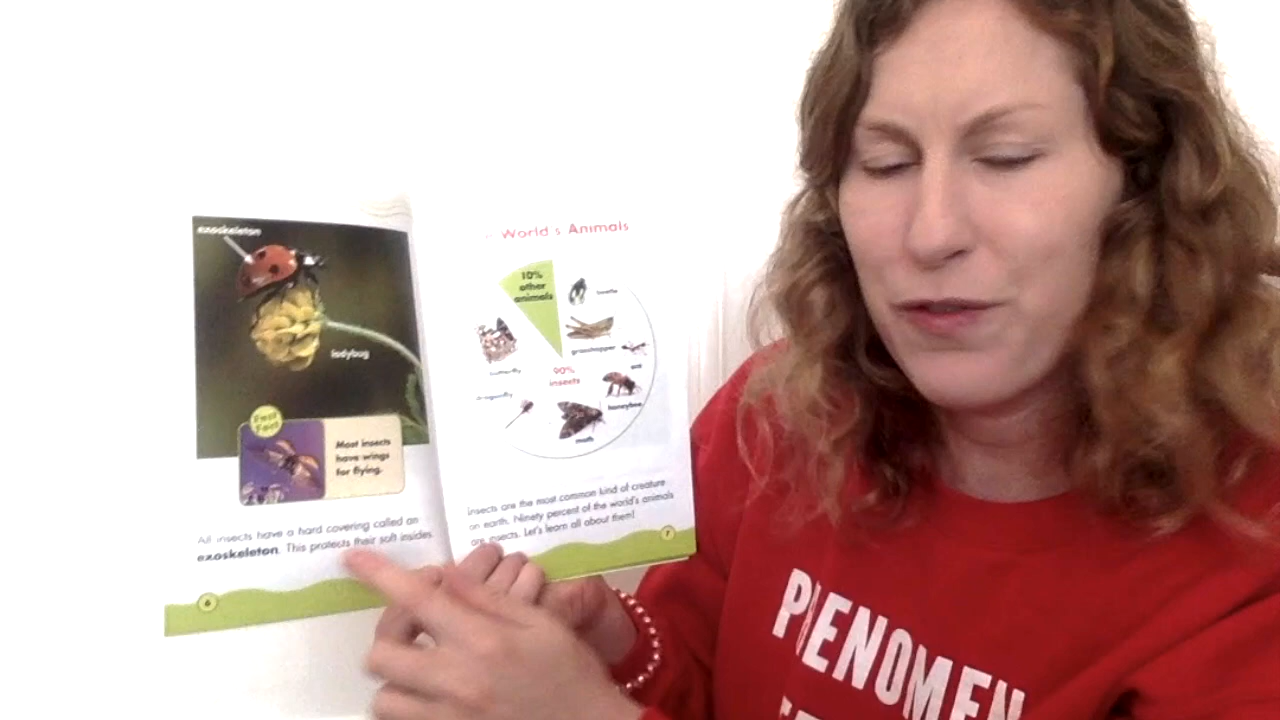 exoskeleton
ladybug
Fast
Fact
Most insects
have wings
for flying.
All insects have a hard covering called an
exoskeleton. This protects their soft insides.
6
World's Animals
10%
other
animals
beetle
grasshopper
ant
honeybee
moth
dragonfly
butterfly
90%
insects
Insects are the most common kind of creature
on earth. Ninety percent of the world's animals
are insects. Let's learn all about them!
7
PHENOMEN